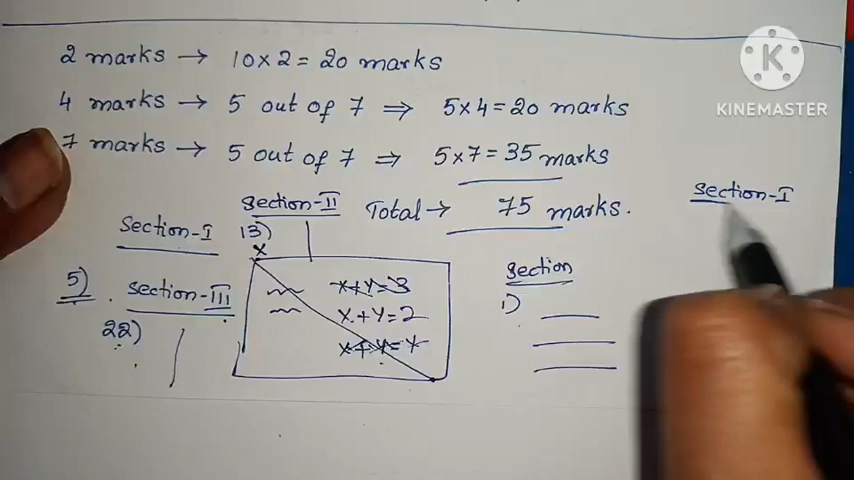 2 marks → 10×2 = 20 marks
4 marks → 5 out of 7 ⇒ 5×4 = 20 marks
7 marks → 5 out of 7 ⇒ 5×7 = 35 marks
Total → 75 marks.
Section-I
Section-II
Section-I
13)
X
5)
Section-III
22)
x+y=3
x+y=2
x+y=4
Section
1)
K
KINEMASTER